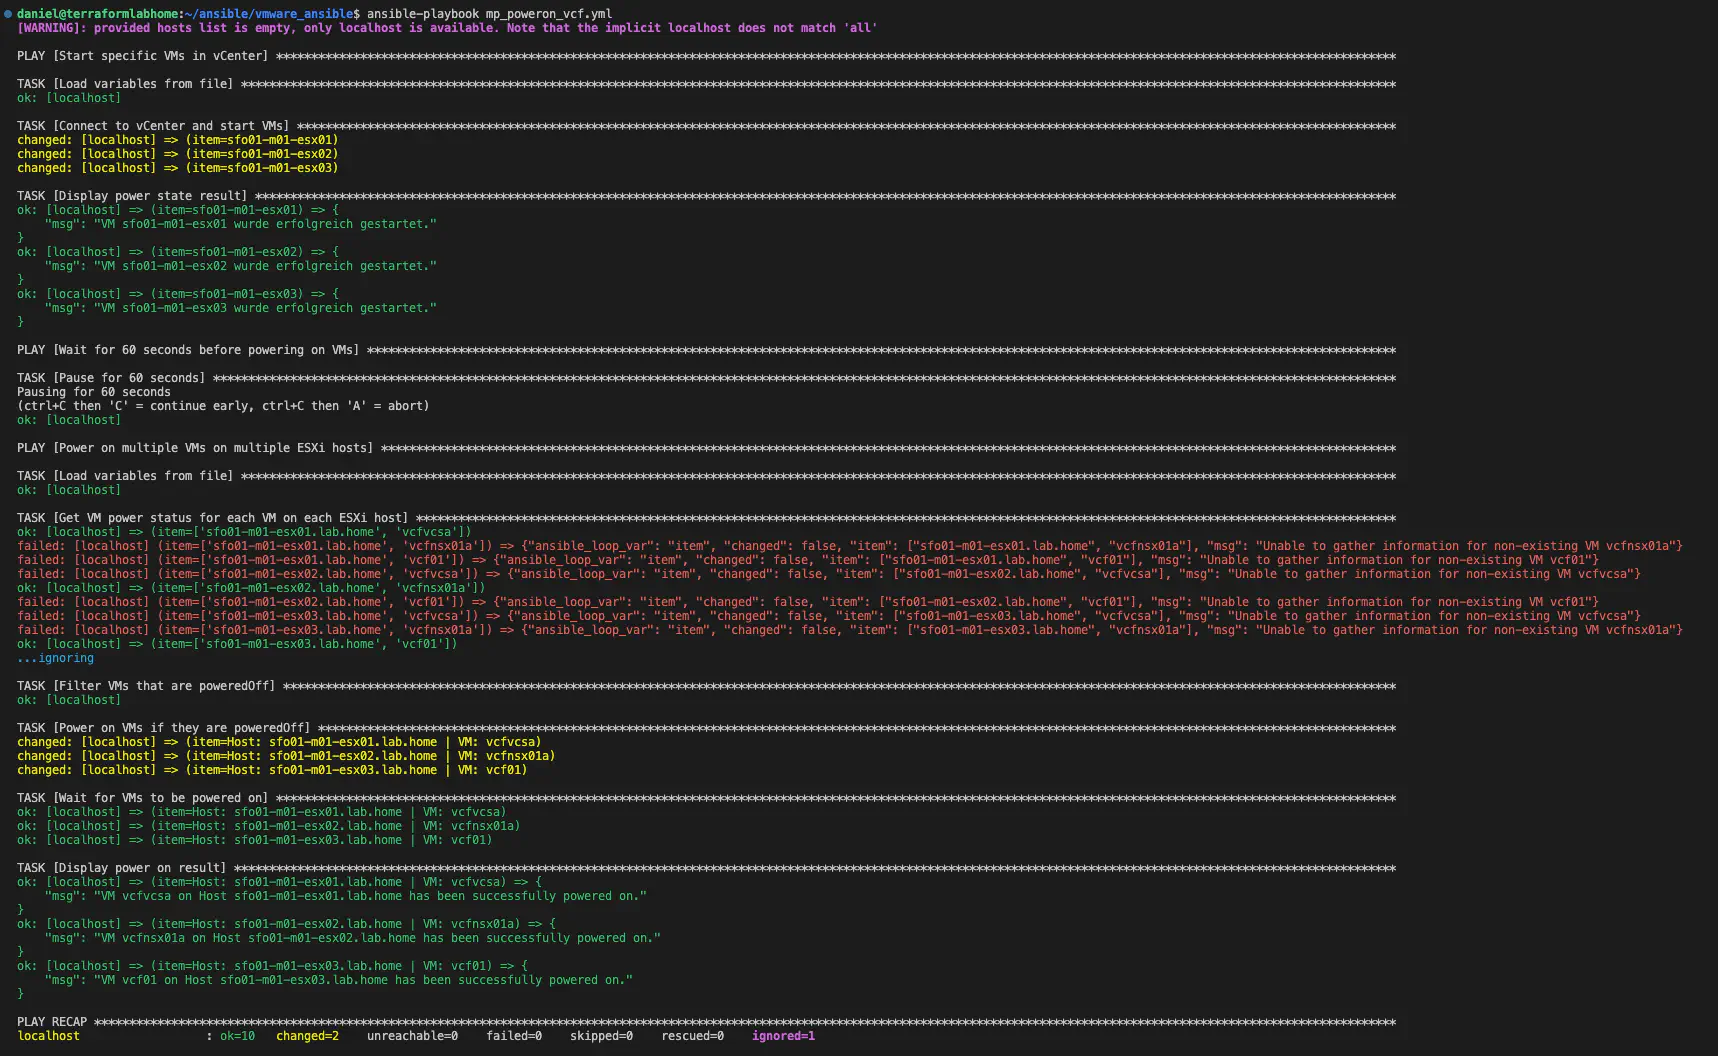 daniel@terraformlabhome:~/ansible/vmware_ansible$ ansible-playbook mp_poweron_vcf.yml
[WARNING]: provided hosts list is empty, only localhost is available. Note that the implicit localhost does not match 'all'
PLAY [Start specific VMs in vCenter] ****************************************************************************************************************************************************************
TASK [Load variables from file] *********************************************************************************************************************************************************************
ok: [localhost]
TASK [Connect to vCenter and start VMs] *************************************************************************************************************************************************************
changed: [localhost] => (item=sfo01-m01-esx01)
changed: [localhost] => (item=sfo01-m01-esx02)
changed: [localhost] => (item=sfo01-m01-esx03)
TASK [Display power state result] *******************************************************************************************************************************************************************
ok: [localhost] => (item=sfo01-m01-esx01) => {
    "msg": "VM sfo01-m01-esx01 wurde erfolgreich gestartet."
}
ok: [localhost] => (item=sfo01-m01-esx02) => {
    "msg": "VM sfo01-m01-esx02 wurde erfolgreich gestartet."
}
ok: [localhost] => (item=sfo01-m01-esx03) => {
    "msg": "VM sfo01-m01-esx03 wurde erfolgreich gestartet."
}
PLAY [Wait for 60 seconds before powering on VMs] ***************************************************************************************************************************************************
TASK [Pause for 60 seconds] *************************************************************************************************************************************************************************
Pausing for 60 seconds
(ctrl+C then 'C' = continue early, ctrl+C then 'A' = abort)
ok: [localhost]
PLAY [Power on multiple VMs on multiple ESXi hosts] *************************************************************************************************************************************************
TASK [Load variables from file] *********************************************************************************************************************************************************************
ok: [localhost]
TASK [Get VM power status for each VM on each ESXi host] ********************************************************************************************************************************************
ok: [localhost] => (item=['sfo01-m01-esx01.lab.home', 'vcfvcsa'])
failed: [localhost] (item=['sfo01-m01-esx01.lab.home', 'vcfnsx01a']) => {"ansible_loop_var": "item", "changed": false, "item": ["sfo01-m01-esx01.lab.home", "vcfnsx01a"], "msg": "Unable to gather information for non-existing VM vcfnsx01a"}
failed: [localhost] (item=['sfo01-m01-esx01.lab.home', 'vcf01']) => {"ansible_loop_var": "item", "changed": false, "item": ["sfo01-m01-esx01.lab.home", "vcf01"], "msg": "Unable to gather information for non-existing VM vcf01"}
failed: [localhost] (item=['sfo01-m01-esx02.lab.home', 'vcfvcsa']) => {"ansible_loop_var": "item", "changed": false, "item": ["sfo01-m01-esx02.lab.home", "vcfvcsa"], "msg": "Unable to gather information for non-existing VM vcfvcsa"}
ok: [localhost] => (item=['sfo01-m01-esx02.lab.home', 'vcfnsx01a'])
failed: [localhost] (item=['sfo01-m01-esx02.lab.home', 'vcf01']) => {"ansible_loop_var": "item", "changed": false, "item": ["sfo01-m01-esx02.lab.home", "vcf01"], "msg": "Unable to gather information for non-existing VM vcf01"}
failed: [localhost] (item=['sfo01-m01-esx03.lab.home', 'vcfvcsa']) => {"ansible_loop_var": "item", "changed": false, "item": ["sfo01-m01-esx03.lab.home", "vcfvcsa"], "msg": "Unable to gather information for non-existing VM vcfvcsa"}
failed: [localhost] (item=['sfo01-m01-esx03.lab.home', 'vcfnsx01a']) => {"ansible_loop_var": "item", "changed": false, "item": ["sfo01-m01-esx03.lab.home", "vcfnsx01a"], "msg": "Unable to gather information for non-existing VM vcfnsx01a"}
ok: [localhost] => (item=['sfo01-m01-esx03.lab.home', 'vcf01'])
...ignoring
TASK [Filter VMs that are poweredOff] ***************************************************************************************************************************************************************
ok: [localhost]
TASK [Power on VMs if they are poweredOff] **********************************************************************************************************************************************************
changed: [localhost] => (item=Host: sfo01-m01-esx01.lab.home | VM: vcfvcsa)
changed: [localhost] => (item=Host: sfo01-m01-esx02.lab.home | VM: vcfnsx01a)
changed: [localhost] => (item=Host: sfo01-m01-esx03.lab.home | VM: vcf01)
TASK [Wait for VMs to be powered on] ****************************************************************************************************************************************************************
ok: [localhost] => (item=Host: sfo01-m01-esx01.lab.home | VM: vcfvcsa)
ok: [localhost] => (item=Host: sfo01-m01-esx02.lab.home | VM: vcfnsx01a)
ok: [localhost] => (item=Host: sfo01-m01-esx03.lab.home | VM: vcf01)
TASK [Display power on result] **********************************************************************************************************************************************************************
ok: [localhost] => (item=Host: sfo01-m01-esx01.lab.home | VM: vcfvcsa) => {
    "msg": "VM vcfvcsa on Host sfo01-m01-esx01.lab.home has been successfully powered on."
}
ok: [localhost] => (item=Host: sfo01-m01-esx02.lab.home | VM: vcfnsx01a) => {
    "msg": "VM vcfnsx01a on Host sfo01-m01-esx02.lab.home has been successfully powered on."
}
ok: [localhost] => (item=Host: sfo01-m01-esx03.lab.home | VM: vcf01) => {
    "msg": "VM vcf01 on Host sfo01-m01-esx03.lab.home has been successfully powered on."
}
PLAY RECAP ******************************************************************************************************************************************************************************************
localhost                  : ok=10   changed=2    unreachable=0    failed=0    skipped=0    rescued=0    ignored=1